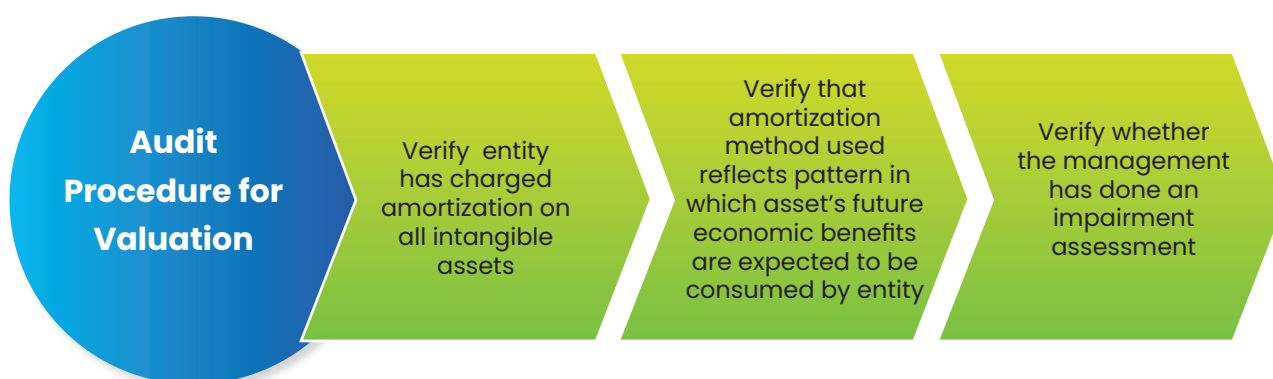 Audit
Procedure for
Valuation
Verify entity
has charged
amortization on
all intangible
assets
Verify that
amortization
method used
reflects pattern in
which asset’s future
economic benefits
are expected to be
consumed by entity
Verify whether
the management
has done an
impairment
assessment